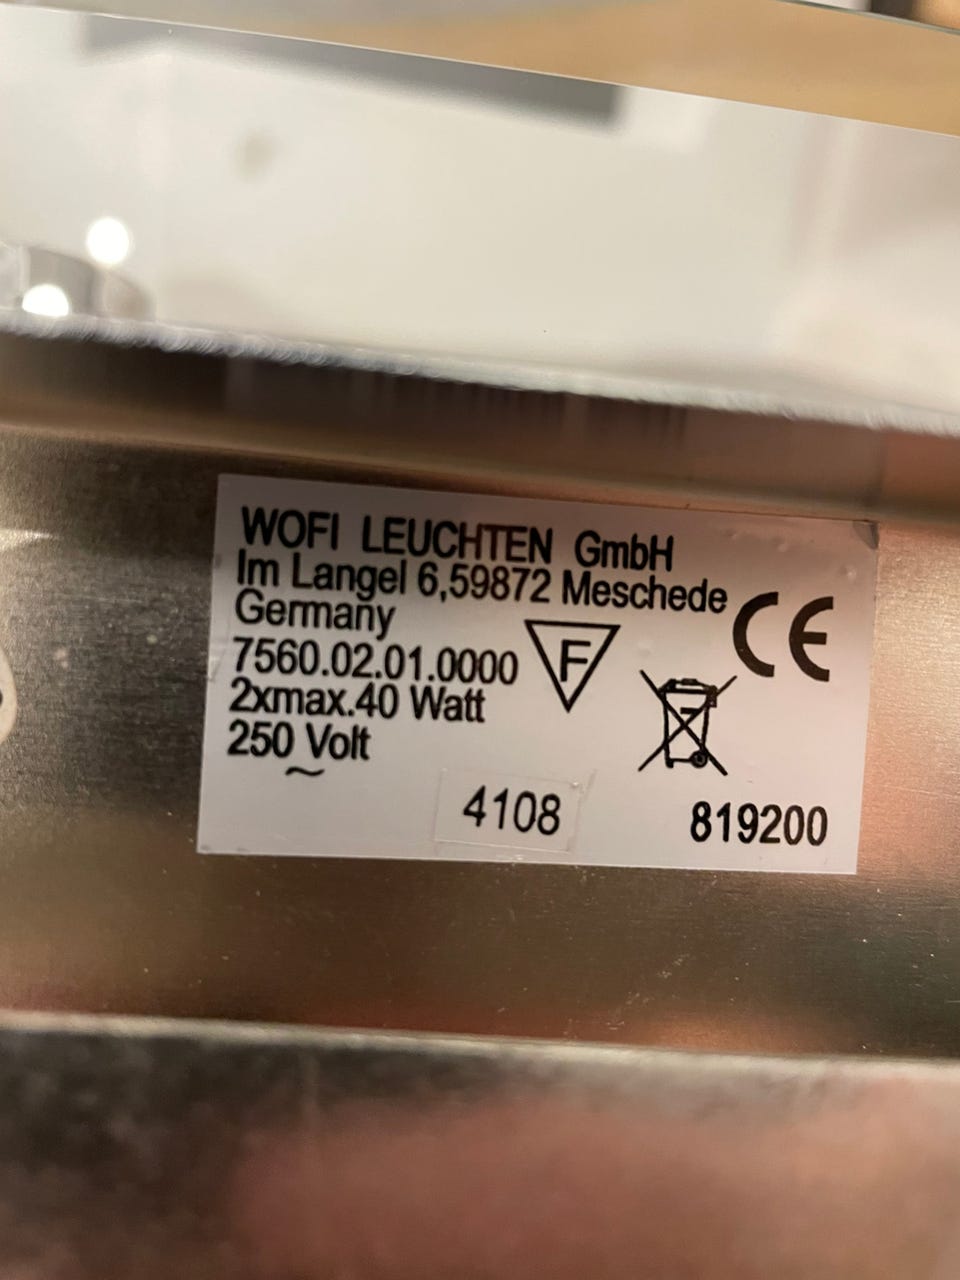 WOFI LEUCHTEN GmbH
Im Langel 6,59872 Meschede
Germany
7560.02.01.0000
2xmax.40 Watt
250 Volt
~
F
CE
4108
819200